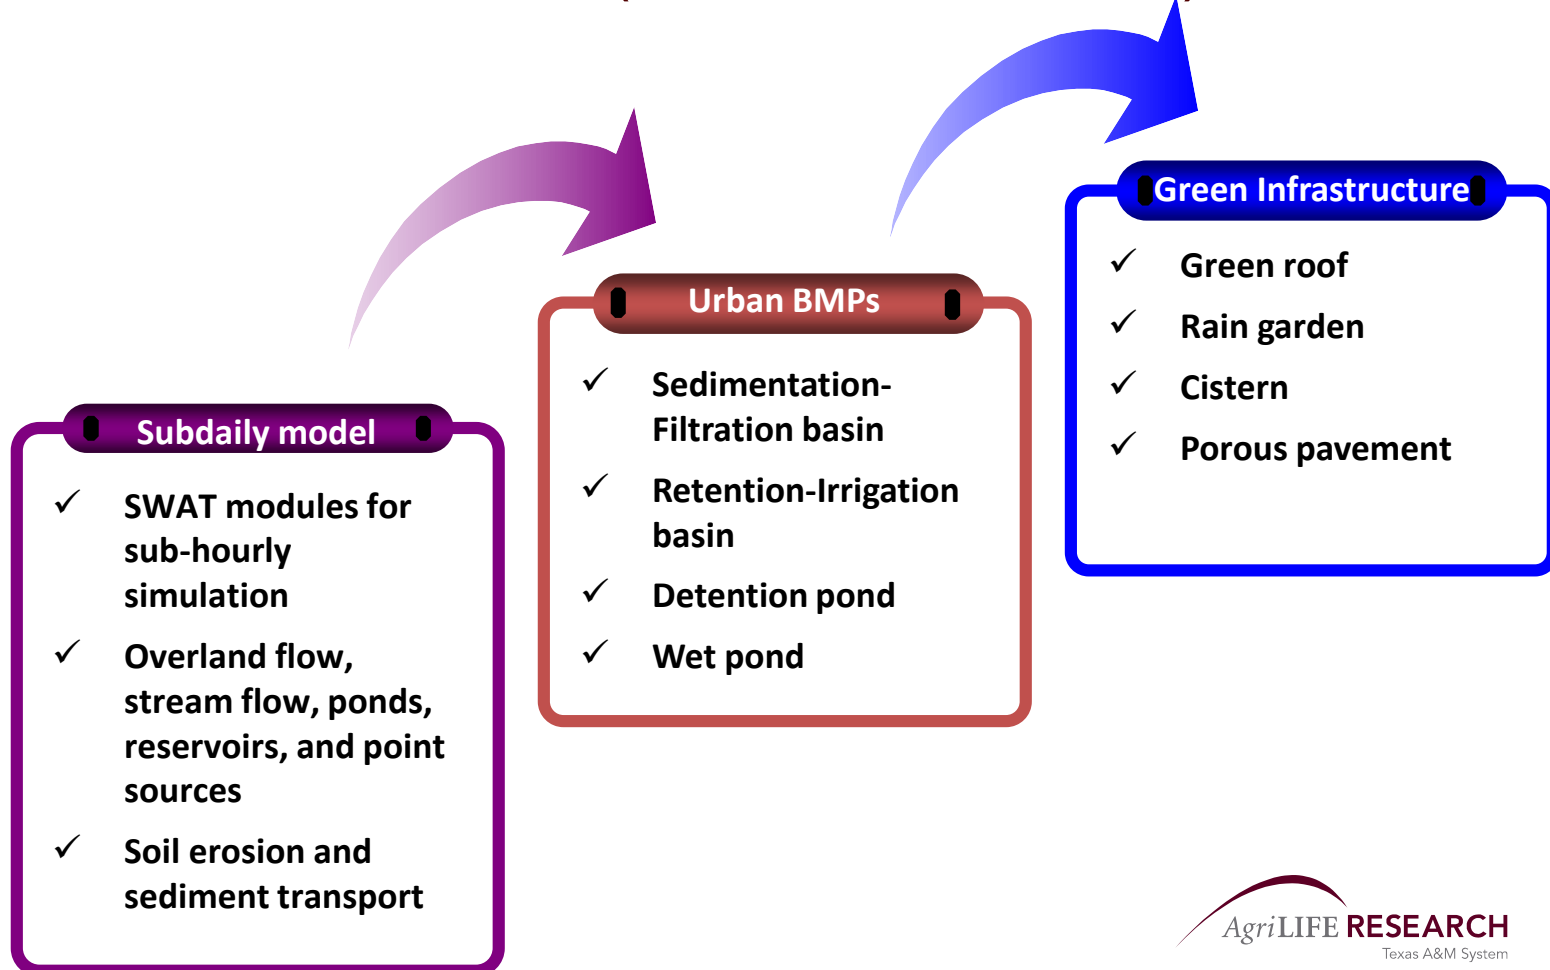 Subdaily model
✓ SWAT modules for
sub-hourly
simulation
✓ Overland flow,
stream flow, ponds,
reservoirs, and point
sources
✓ Soil erosion and
sediment transport
Urban BMPs
✓ Sedimentation-
Filtration basin
✓ Retention-Irrigation
basin
✓ Detention pond
✓ Wet pond
Green Infrastructure
✓ Green roof
✓ Rain garden
✓ Cistern
✓ Porous pavement
AgriLIFE RESEARCH
Texas A&M System